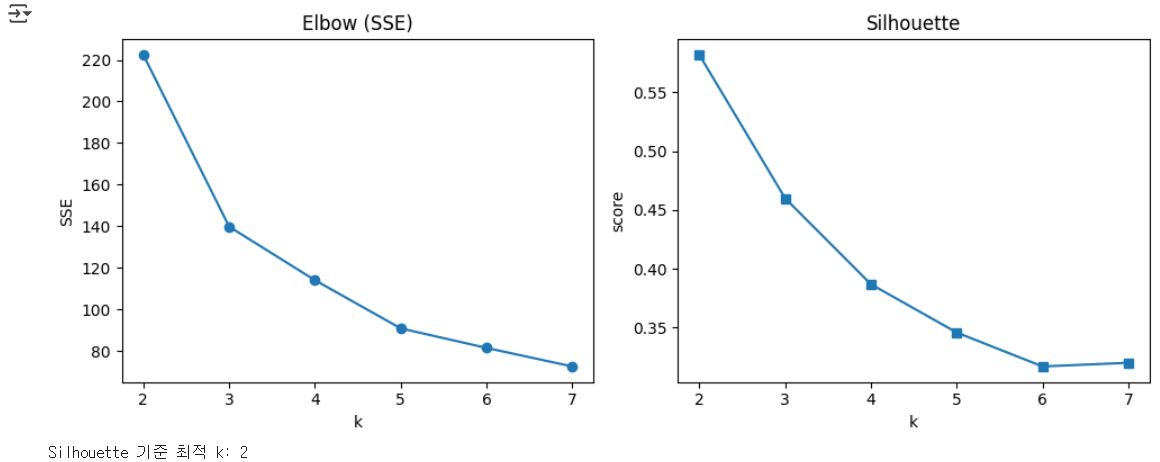 Elbow (SSE)
220
200
180
160
140
120
100
80
SSE
2 3 4 5 6 7
k
Silhouette
0.55
0.50
0.45
0.40
0.35
score
2 3 4 5 6 7
k
Silhouette 기준 최적 k: 2